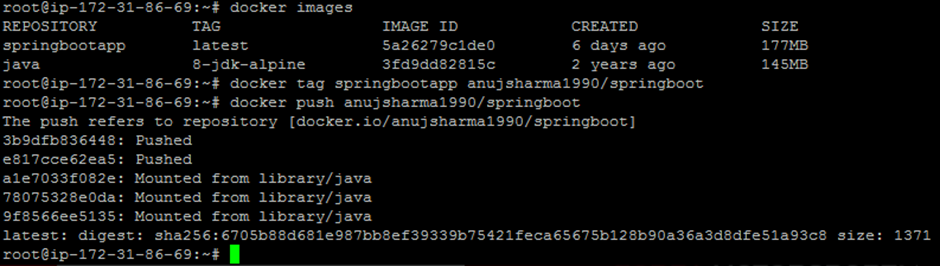 root@ip-172-31-86-69:~# docker images
REPOSITORY TAG IMAGE ID CREATED SIZE
springbootapp latest 5a26279c1de0 6 days ago 177MB
java 8-jdk-alpine 3fd9dd82815c 2 years ago 145MB
root@ip-172-31-86-69:~# docker tag springbootapp anujsharma1990/springboot
root@ip-172-31-86-69:~# docker push anujsharma1990/springboot
The push refers to repository [docker.io/anujsharma1990/springboot]
3b9dfb836448: Pushed
e817cce62ea5: Pushed
a1e7033f082e: Mounted from library/java
78075328e0da: Mounted from library/java
9f8566ee5135: Mounted from library/java
latest: digest: sha256:6705b88d681e987bb8ef39339b75421feca65675b128b90a36a3d8dfe51a93c8 size: 1371
root@ip-172-31-86-69:~#